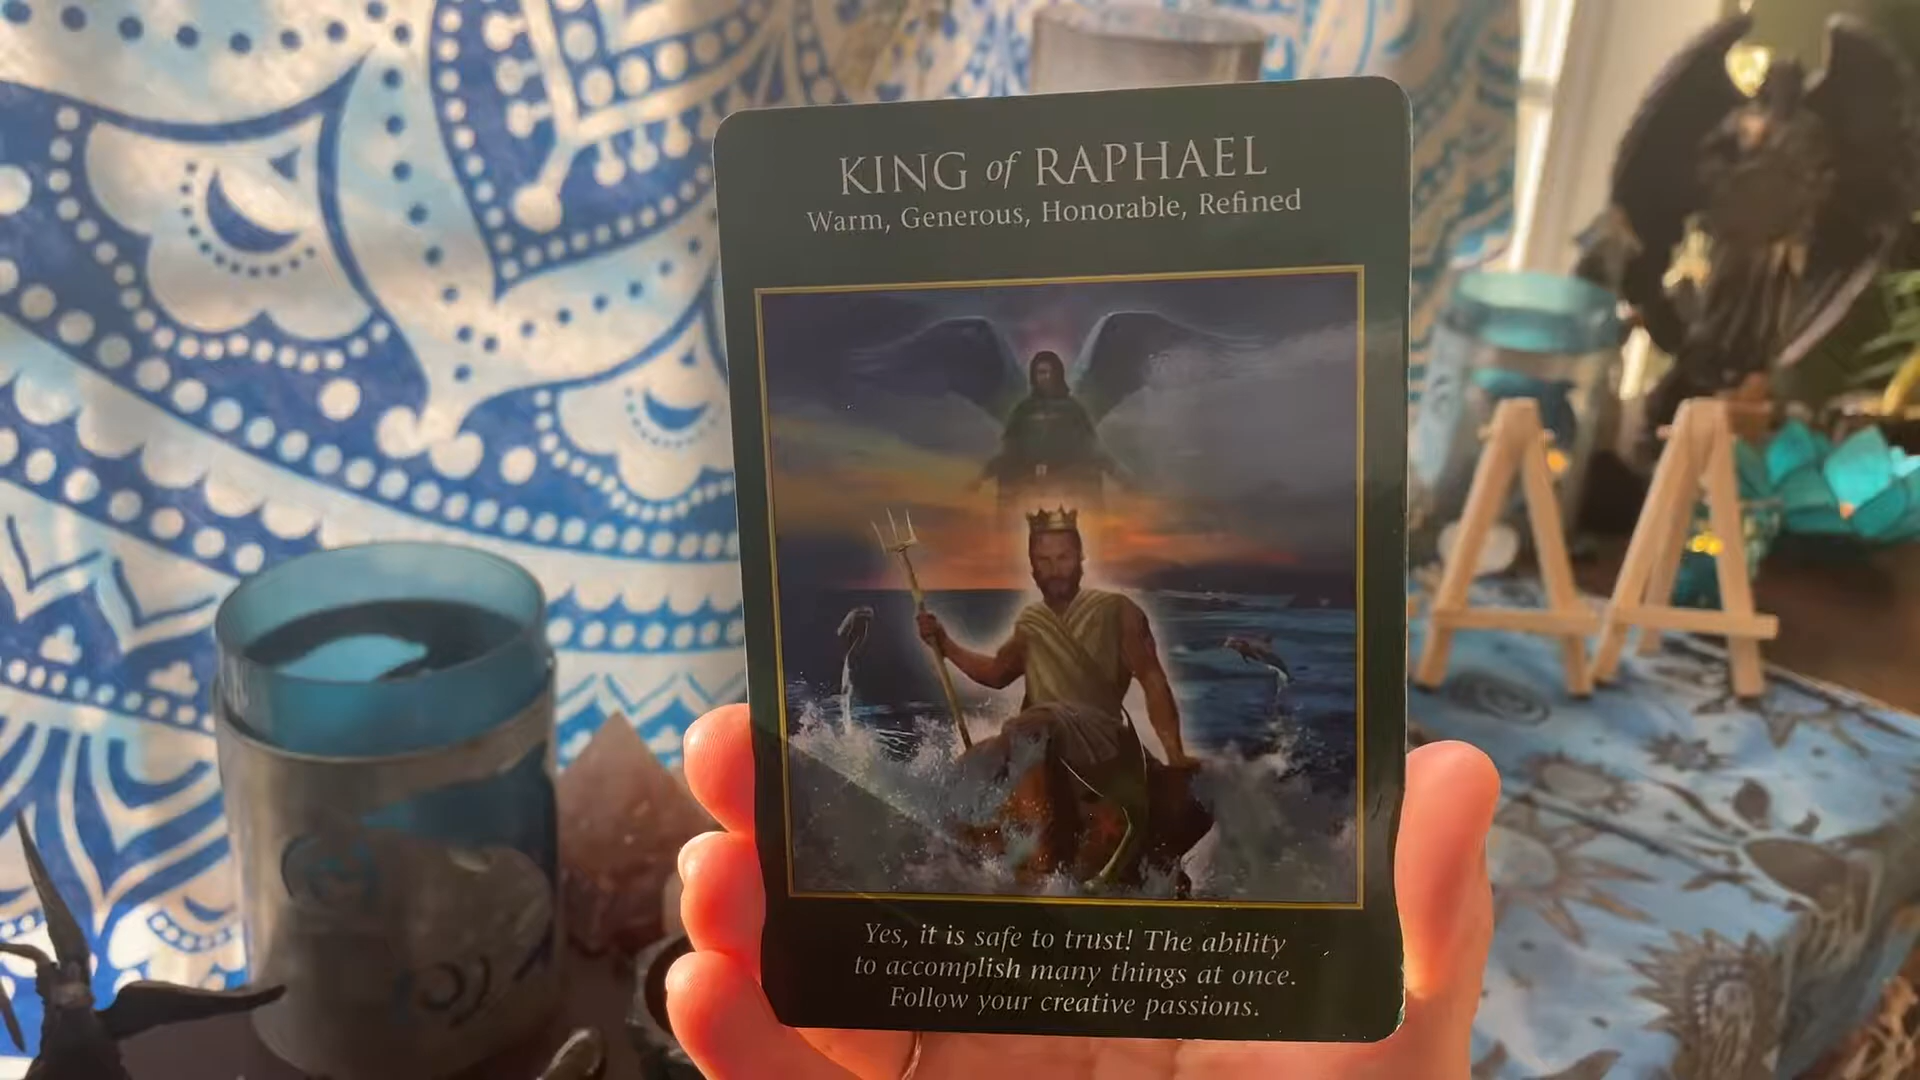 KING of RAPHAEL
Warm, Generous, Honorable, Refined
Yes, it is safe to trust! The ability
to accomplish many things at once.
Follow your creative passions.